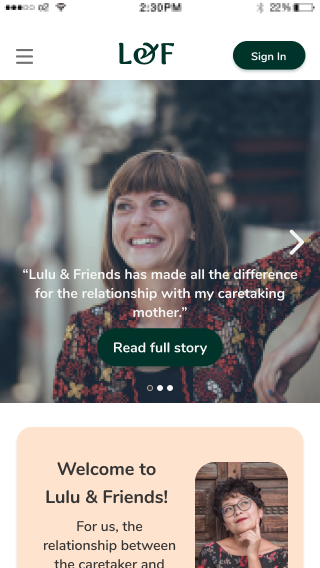 2:30PM
22%
L&F
Sign In
“Lulu & Friends has made all the difference
for the relationship with my caretaking
mother.”
Read full story
Welcome to
Lulu & Friends!
For us, the
relationship between
the caretaker and